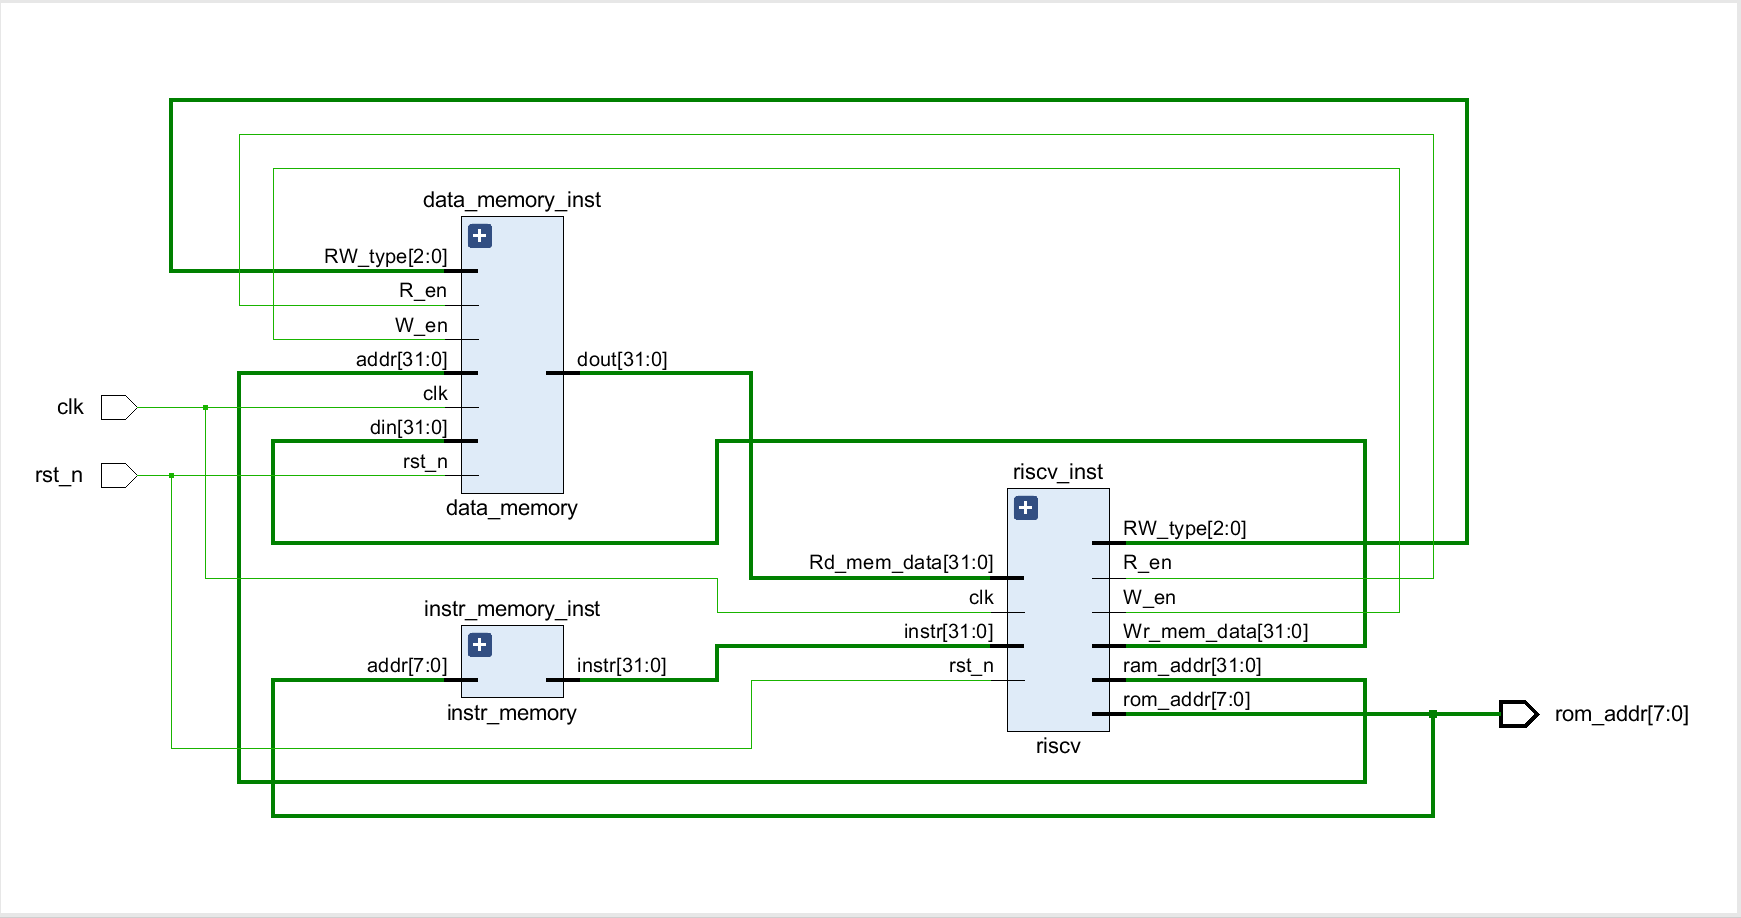 data_memory_inst
RW_type[2:0]
R_en
W_en
addr[31:0]
dout[31:0]
clk
clk
din[31:0]
rst_n
rst_n
data_memory
riscv_inst
RW_type[2:0]
Rd_mem_data[31:0]
R_en
clk
W_en
instr_memory_inst
instr[31:0]
Wr_mem_data[31:0]
addr[7:0]
instr[31:0]
rst_n
ram_addr[31:0]
rom_addr[7:0]
instr_memory
rom_addr[7:0]
riscv